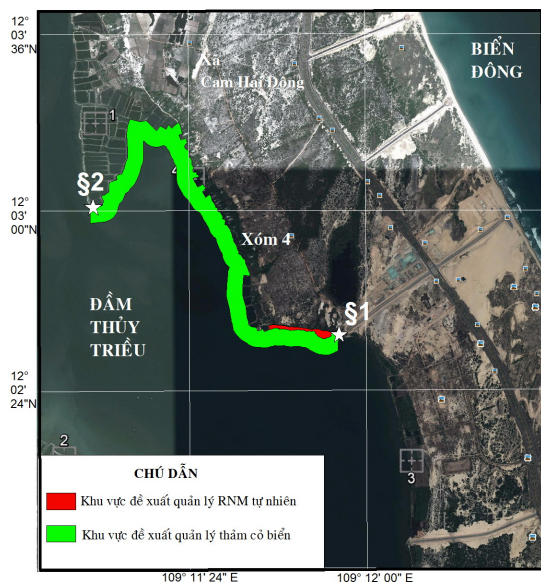 12°
03'
36"N
Xã
Cam Hải Đông
BIỂN
ĐÔNG
1
4
§2
12°
03'
00"N
Xóm 4
ĐẦM
THỦY
TRIỀU
§1
12°
02'
24"N
2
3
CHÚ DẪN
Khu vực đề xuất quản lý RNM tự nhiên
Khu vực đề xuất quản lý thảm cỏ biển
109° 11' 24" E
109° 12' 00" E